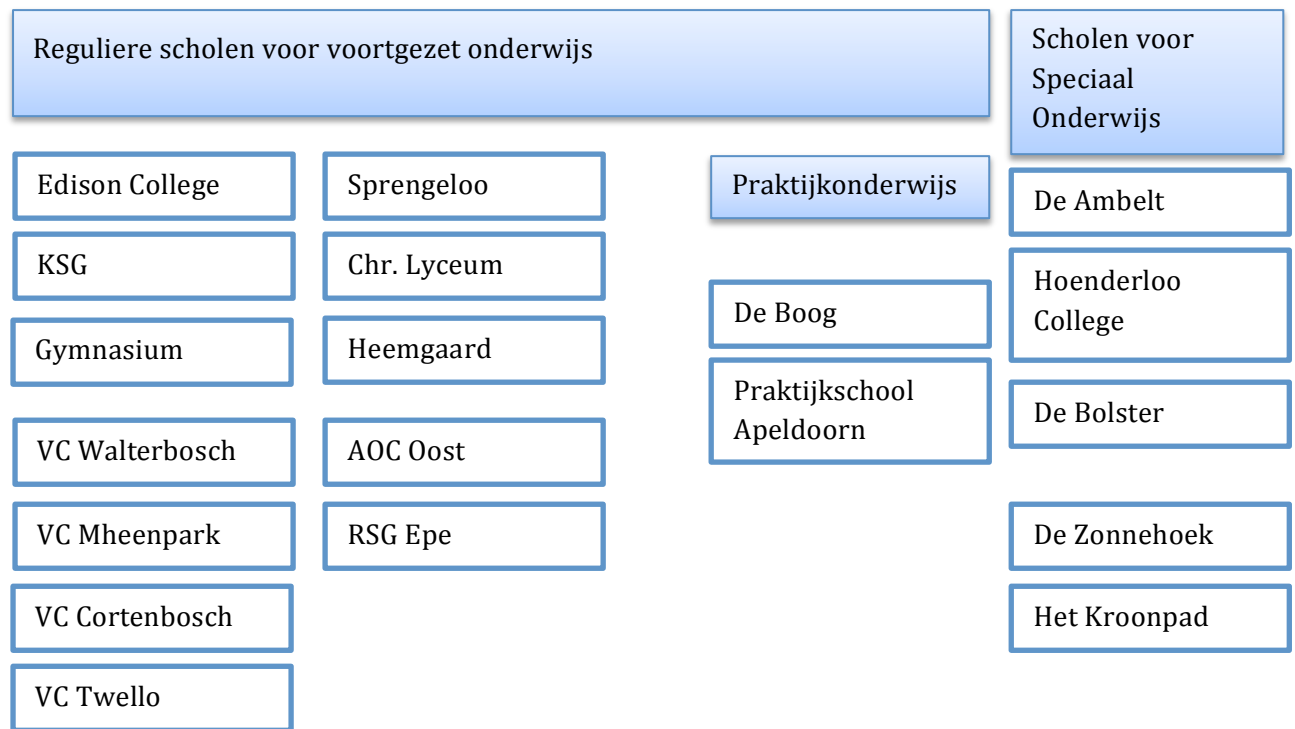 Reguliere scholen voor voortgezet onderwijs
Edison College
KSG
Gymnasium
VC Walterbosch
VC Mheenpark
VC Cortenbosch
VC Twello
Sprengeloo
Chr. Lyceum
Heemgaard
AOC Oost
RSG Epe
Praktijkonderwijs
De Boog
Praktijkschool
Apeldoorn
Scholen voor
Speciaal
Onderwijs
De Ambelt
Hoenderloo
College
De Bolster
De Zonnehoek
Het Kroonpad